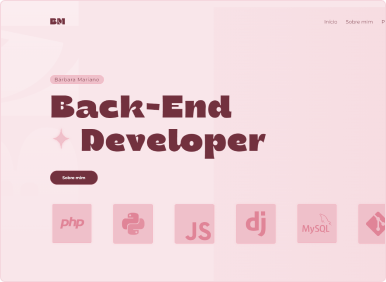 BM
Início Sobre mim P
Bárbara Mariano
Back-End
Developer
Sobre mim
php
JS
dj
MySQL